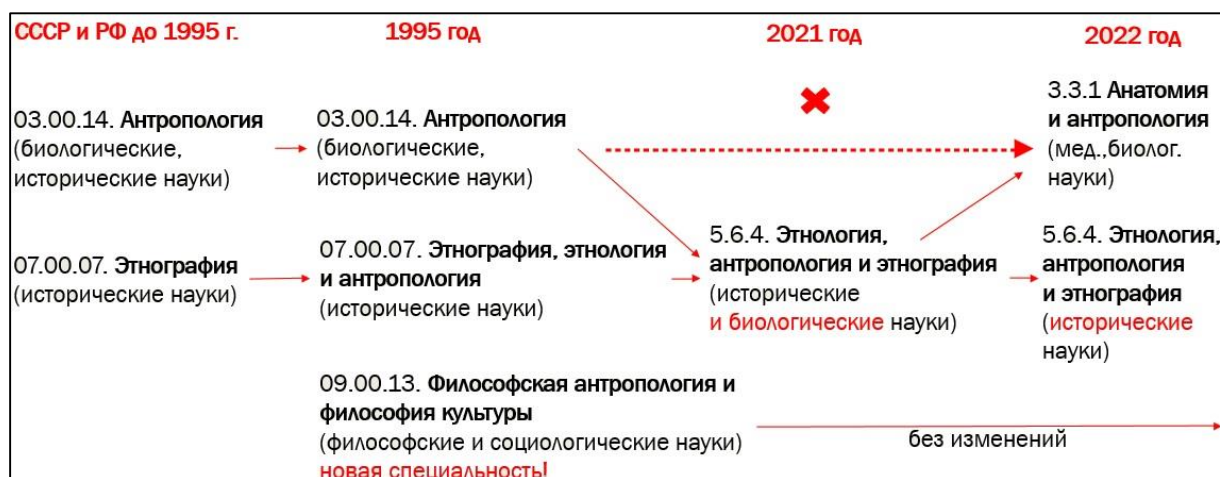 СССР и РФ до 1995 г.
1995 год
2021 год
2022 год
03.00.14. Антропология
(биологические,
исторические науки)
03.00.14. Антропология
(биологические,
исторические науки)
3.3.1 Анатомия
и антропология
(мед.,биолог.
науки)
07.00.07. Этнография
(исторические науки)
07.00.07. Этнография, этнология
и антропология
(исторические науки)
5.6.4. Этнология,
антропология и этнография
(исторические
и биологические науки)
5.6.4. Этнология,
антропология
и этнография
(исторические
науки)
09.00.13. Философская антропология и
философия культуры
(философские и социологические науки)
новая специальность!
без изменений